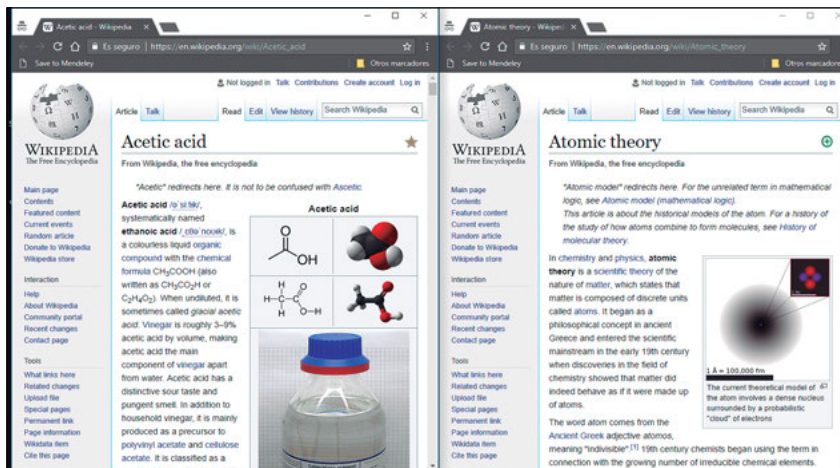 Acetic acid - Wikipedia
Es seguro | https://en.wikipedia.org/wiki/Acetic_acid
Save to Mendeley
Otros marcadores
Not logged in Talk Contributions Create account Log in
Article Talk Read Edit View history Search Wikipedia
WIKIPEDIA
The Free Encyclopedia
Main page
Contents
Featured content
Current events
Random article
Donate to Wikipedia
Wikipedia store
Interaction
Help
About Wikipedia
Community portal
Recent changes
Contact page
Tools
What links here
Related changes
Upload file
Special pages
Permanent link
Page information
Wikidata item
Cite this page
Acetic acid
From Wikipedia, the free encyclopedia
"Acetic" redirects here. It is not to be confused with Ascetic.
Acetic acid
systematically named
ethanoic acid is
a colourless liquid organic
compound with the chemical
formula CH₃COOH (also
written as CH₃CO₂H or
C₂H₄O₂). When undiluted, it is
sometimes called glacial acetic
acid. Vinegar is roughly 3–9%
acetic acid by volume, making
acetic acid the main
component of vinegar apart
from water. Acetic acid has a
distinctive sour taste and
pungent smell. In addition to
household vinegar, it is mainly
produced as a precursor to
polyvinyl acetate and cellulose
acetate. It is classified as a
Acetic acid
O
OH
H
H
C
C
H
O
O-H
Atomic theory - Wikiped
Es seguro | https://en.wikipedia.org/wiki/Atomic_theory
Save to Mendeley
Otros marcadores
Not logged in Talk Contributions Create account Log in
Article Talk Read Edit View history Search Wikipedia
WIKIPEDIA
The Free Encyclopedia
Main page
Contents
Featured content
Current events
Random article
Donate to Wikipedia
Wikipedia store
Interaction
Help
About Wikipedia
Community portal
Recent changes
Contact page
Tools
What links here
Related changes
Upload file
Special pages
Permanent link
Page information
Wikidata item
Cite this page
Atomic theory
From Wikipedia, the free encyclopedia
"Atomic model" redirects here. For the unrelated term in mathematical
logic, see Atomic model (mathematical logic).
This article is about the historical models of the atom. For a history of
the study of how atoms combine to form molecules, see History of
molecular theory.
In chemistry and physics, atomic
theory is a scientific theory of the
nature of matter, which states that
matter is composed of discrete units
called atoms. It began as a
philosophical concept in ancient
Greece and entered the scientific
mainstream in the early 19th century
when discoveries in the field of
chemistry showed that matter did
indeed behave as if it were made up
of atoms.
1 Å = 100,000 fm
The current theoretical model of
the atom involves a dense nucleus
surrounded by a probabilistic
"cloud" of electrons
The word atom comes from the
Ancient Greek adjective atomos,
meaning "indivisible".[1] 19th century chemists began using the term in
connection with the growing number of irreducible chemical elements.